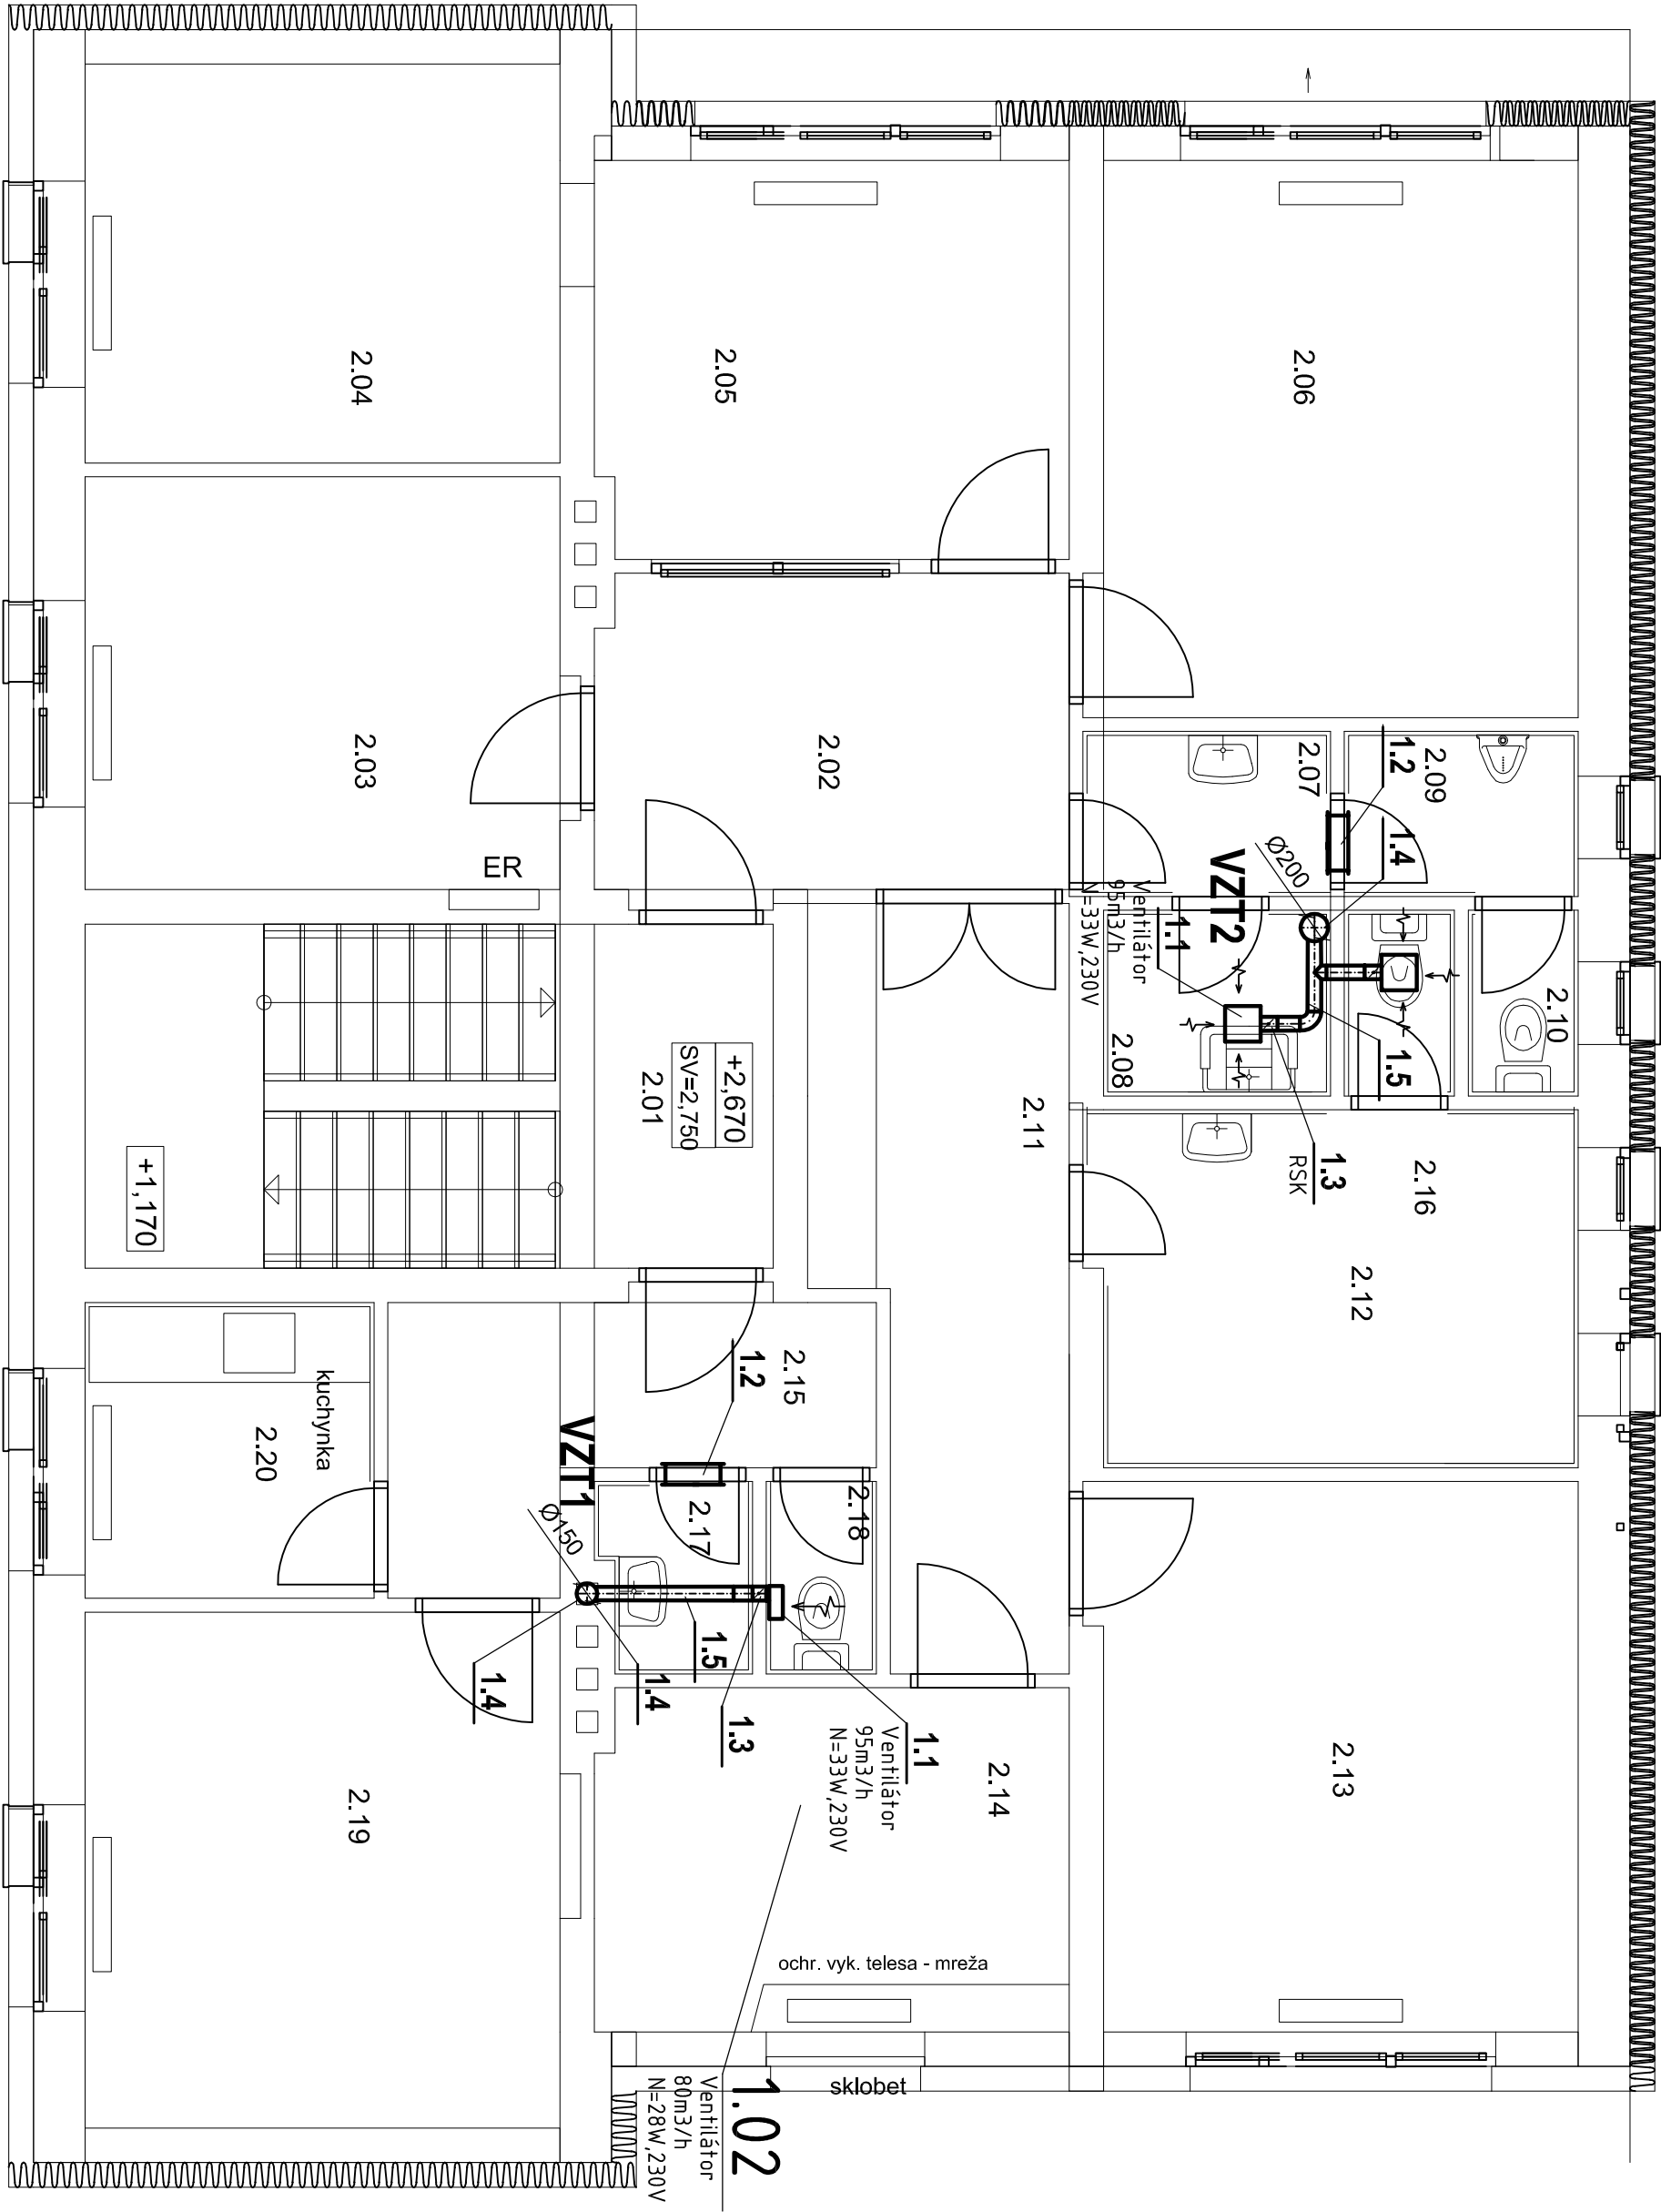 2.04
2.05
2.06
2.03
2.02
2.07
2.09
1.2
1.4
Ø200
VZT2
Ventilátor
95m3/h
N=33W,230V
1.1
2.10
1.5
2.08
ER
+2,670
SV=2,750
2.01
2.11
1.3
RSK
2.16
2.12
+1,170
kuchynka
2.20
2.15
1.2
VZT1
Ø150
2.17
2.18
1.5
1.4
1.4
1.3
1.1
Ventilátor
95m3/h
N=33W,230V
2.14
2.13
2.19
ochr. vyk. telesa - mreža
sklobet
1.02
Ventilátor
80m3/h
N=28W,230V